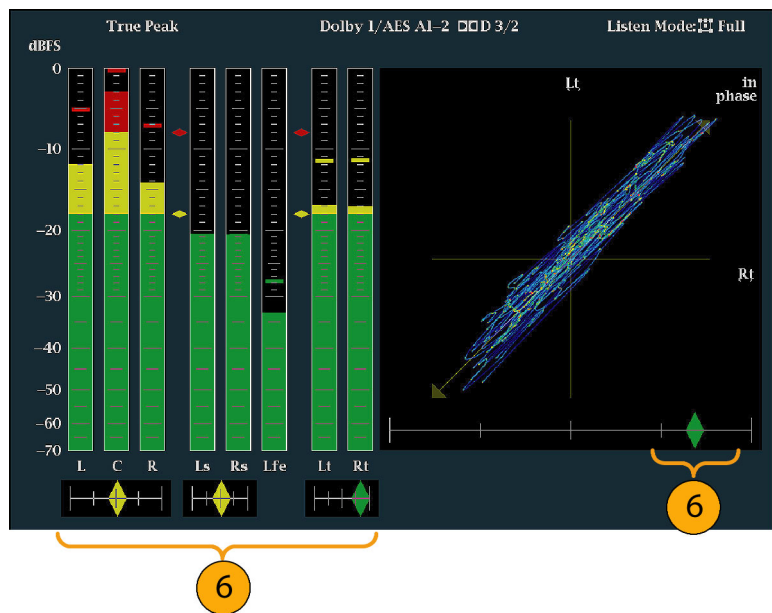 True Peak
Dolby 1/AES A1-2 DD D 3/2
Listen Mode: Full
dBFS
0
-10
-20
-30
-40
-50
-60
-70
L C R Ls Rs Lfe Lt Rt
Lt
in phase
Rt
6
6